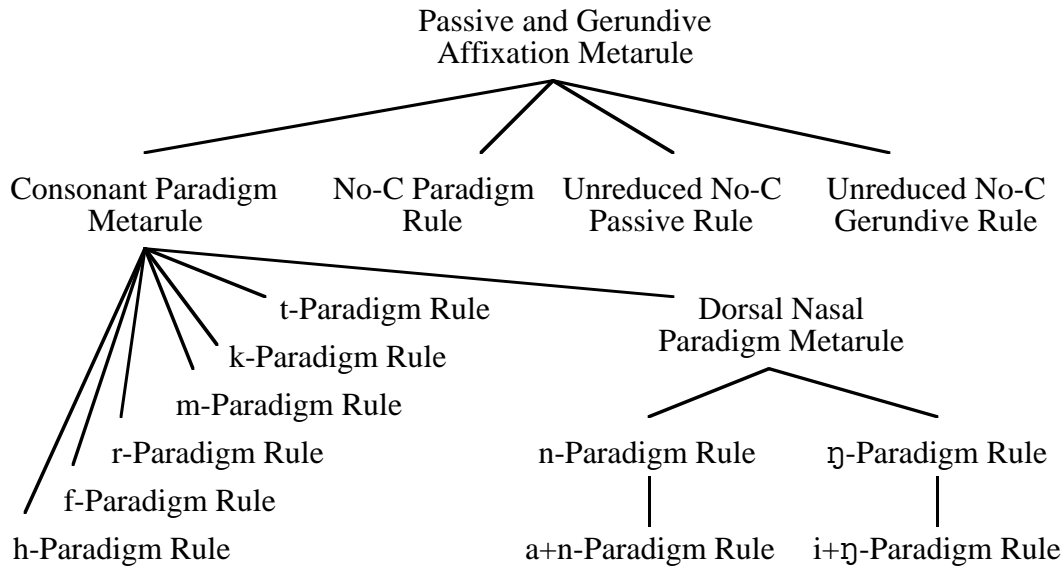 Passive and Gerundive
Affixation Metarule
Consonant Paradigm
Metarule
No-C Paradigm
Rule
Unreduced No-C
Passive Rule
Unreduced No-C
Gerundive Rule
t-Paradigm Rule
k-Paradigm Rule
m-Paradigm Rule
r-Paradigm Rule
f-Paradigm Rule
h-Paradigm Rule
Dorsal Nasal
Paradigm Metarule
n-Paradigm Rule
ŋ-Paradigm Rule
a+n-Paradigm Rule
i+ŋ-Paradigm Rule